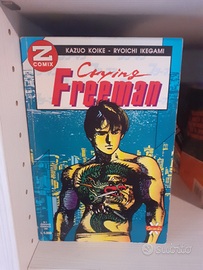 Z
COMIX
KAZUO KOIKE - RYOICHI IKEGAMI
Crying
Freeman